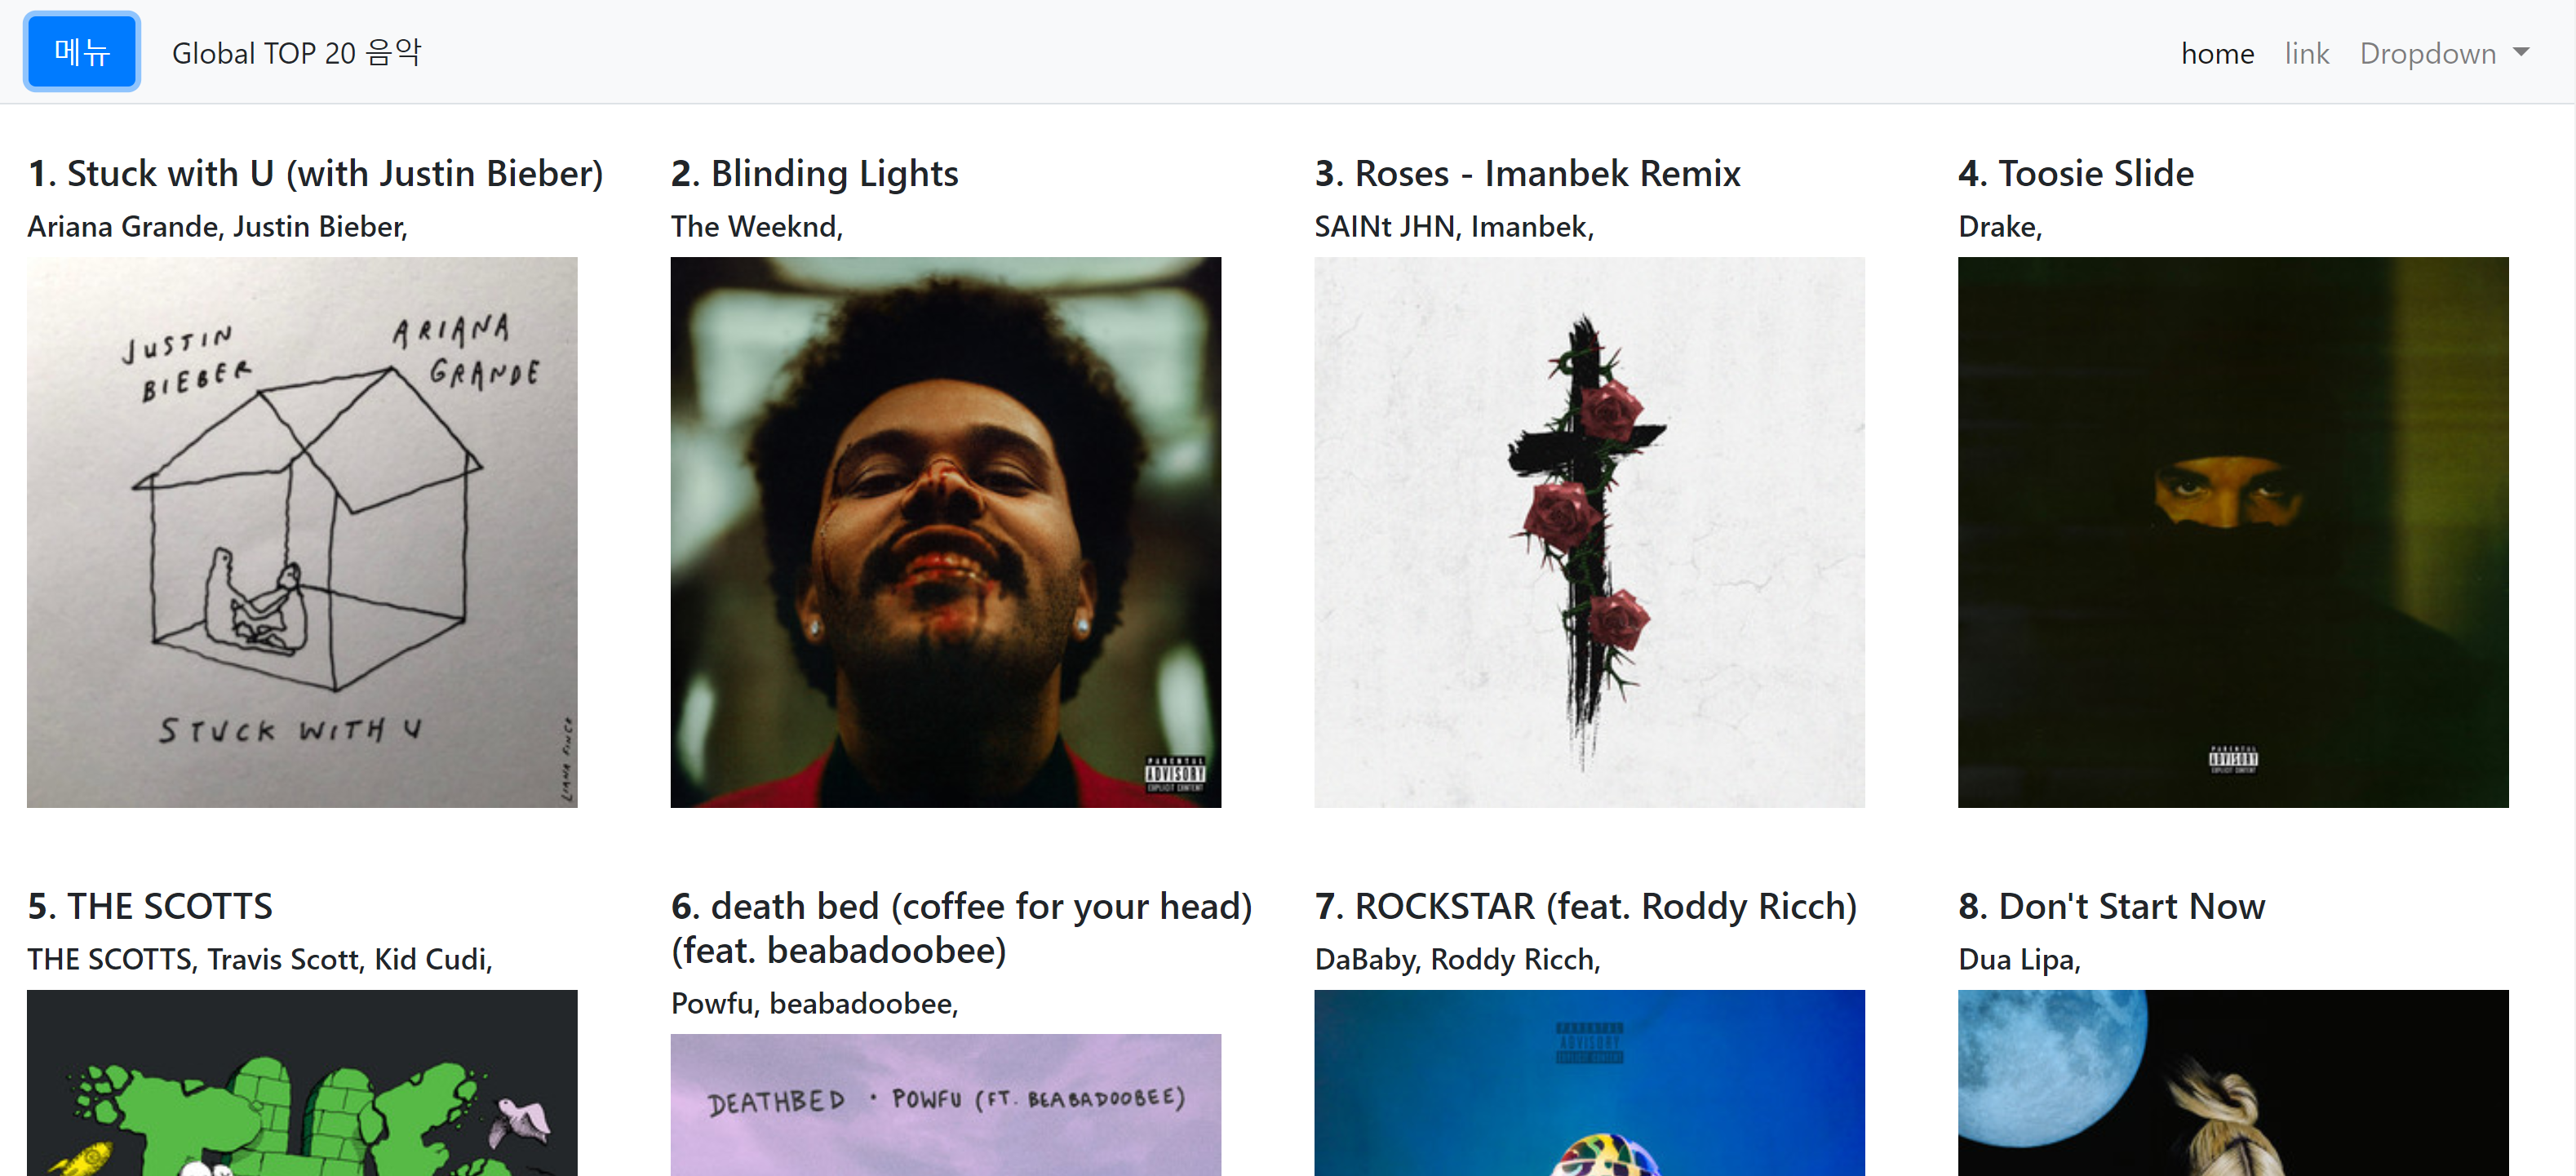 메뉴
Global TOP 20 음악
home
link
Dropdown
1. Stuck with U (with Justin Bieber)
Ariana Grande, Justin Bieber,
JUSTIN
BIEBER
ARIANA
GRANDE
STUCK WITH U
LIANA FINCK
2. Blinding Lights
The Weeknd,
PARENTAL
ADVISORY
EXPLICIT CONTENT
3. Roses - Imanbek Remix
SAINt JHN, Imanbek,
4. Toosie Slide
Drake,
PARENTAL
ADVISORY
EXPLICIT CONTENT
5. THE SCOTTS
THE SCOTTS, Travis Scott, Kid Cudi,
THE
6. death bed (coffee for your head)
(feat. beabadoobee)
Powfu, beabadoobee,
DEATHBED · POWFU (FT. BEABADOOBEE)
7. ROCKSTAR (feat. Roddy Ricch)
DaBaby, Roddy Ricch,
PARENTAL
ADVISORY
EXPLICIT CONTENT
8. Don't Start Now
Dua Lipa,